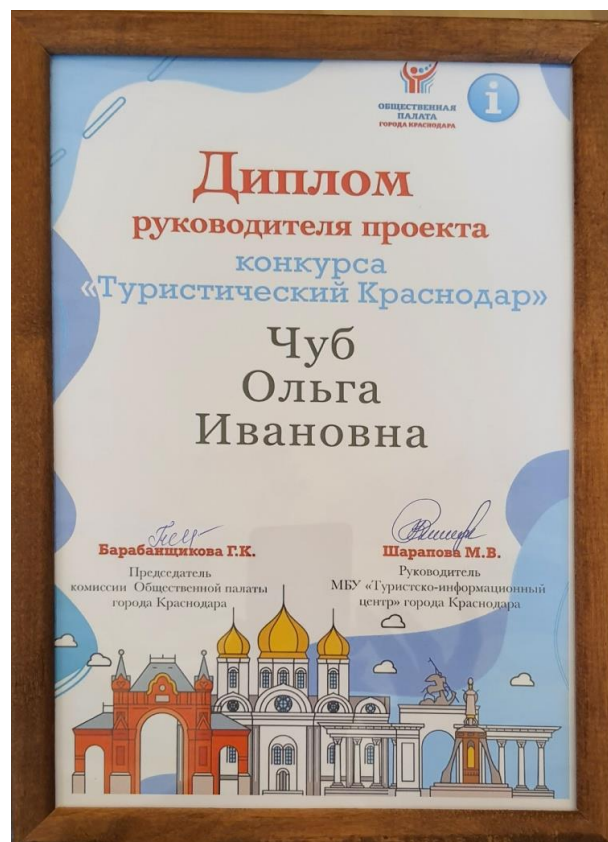 ОБЩЕСТВЕННАЯ
ПАЛАТА
ГОРОДА КРАСНОДАРА
i
Диплом
руководителя проекта
конкурса
«Туристический Краснодар»
Чуб
Ольга
Ивановна
Барабанщикова Г.К.
Председатель
комиссии Общественной палаты
города Краснодара
Шарапова М.В.
Руководитель
МБУ «Туристско-информационный
центр» города Краснодара